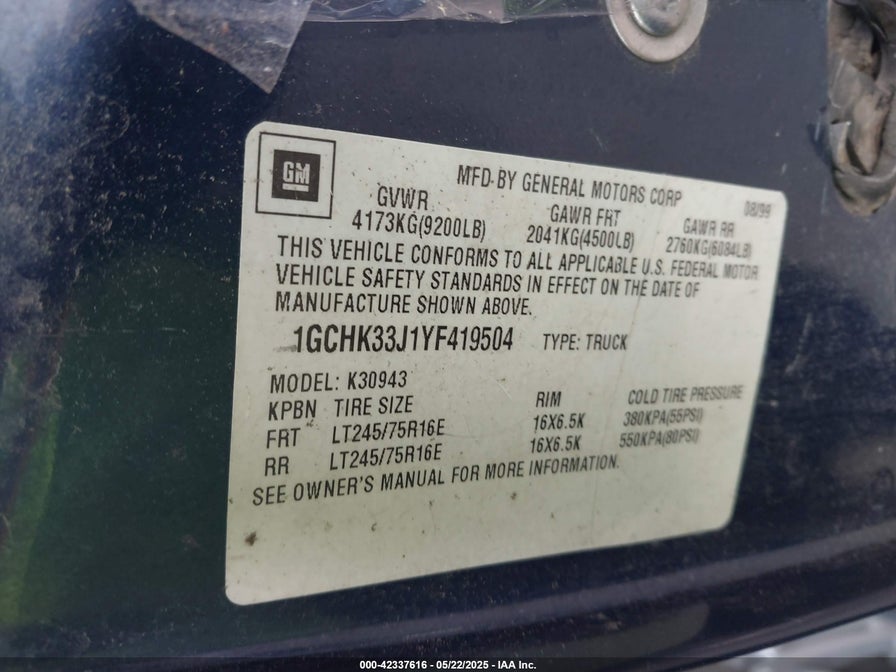 GM
MFD BY GENERAL MOTORS CORP 08/99
GVWR GAWR FRT GAWR RR
4173KG(9200LB) 2041KG(4500LB) 2760KG(6084LB)
THIS VEHICLE CONFORMS TO ALL APPLICABLE U.S. FEDERAL MOTOR
VEHICLE SAFETY STANDARDS IN EFFECT ON THE DATE OF
MANUFACTURE SHOWN ABOVE.
1GCHK33J1YF419504 TYPE: TRUCK
MODEL: K30943
KPBN TIRE SIZE RIM COLD TIRE PRESSURE
FRT LT245/75R16E 16X6.5K 380KPA(55PSI)
RR LT245/75R16E 16X6.5K 550KPA(80PSI)
SEE OWNER'S MANUAL FOR MORE INFORMATION.
000-42337616 - 05/22/2025 - IAA Inc.